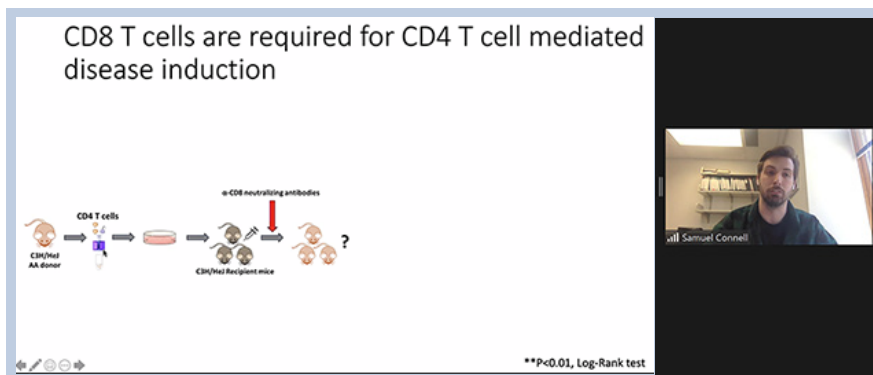 CD8 T cells are required for CD4 T cell mediated
disease induction
α-CD8 neutralizing antibodies
CD4 T cells
?
C3H/HeJ
AA donor
C3H/HeJ Recipient mice
**P<0.01, Log-Rank test
Samuel Connell